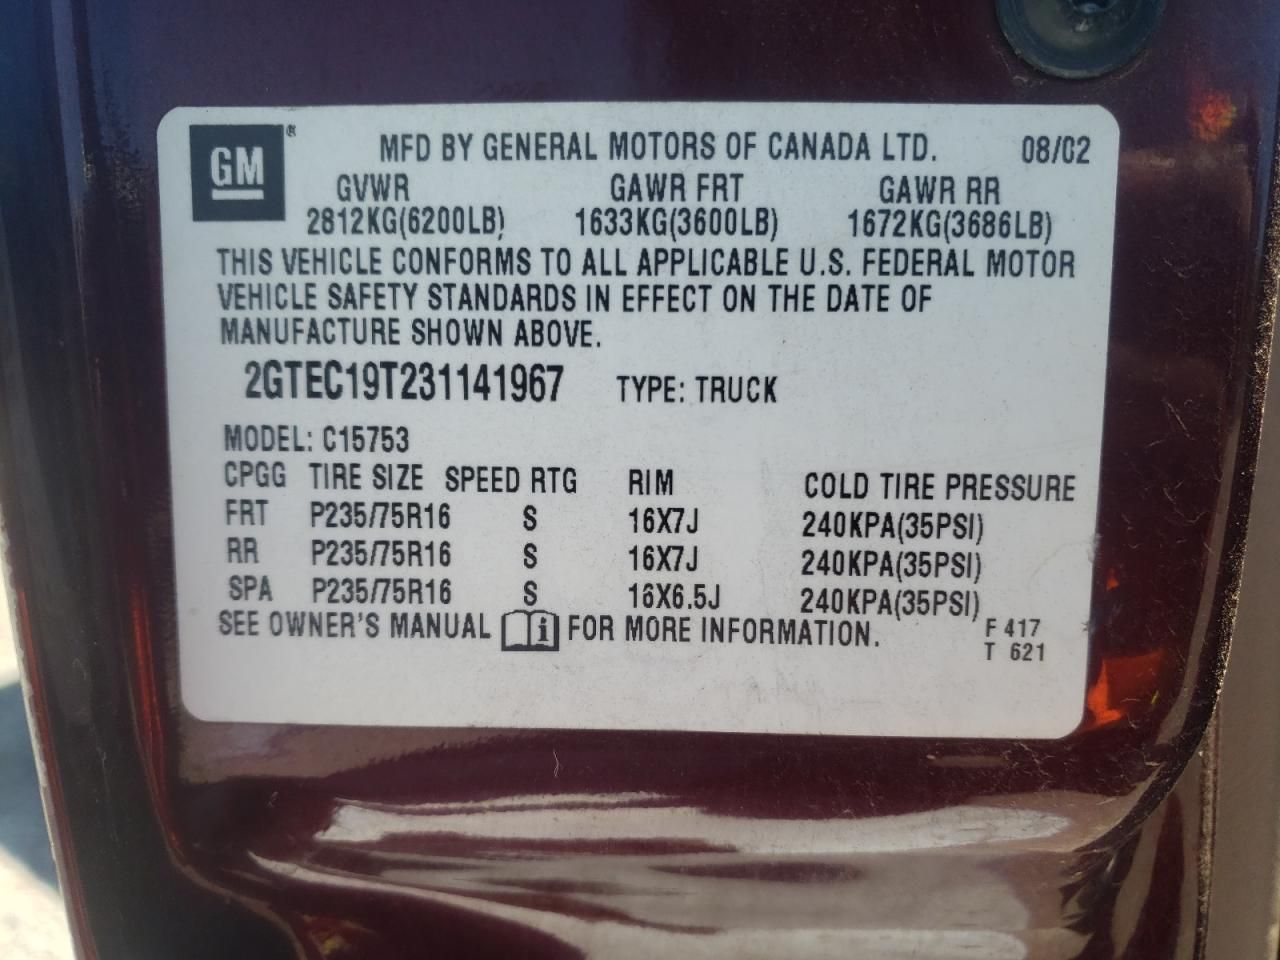 GM ® MFD BY GENERAL MOTORS OF CANADA LTD. 08/02
GVWR GAWR FRT GAWR RR
2812KG(6200LB) 1633KG(3600LB) 1672KG(3686LB)
THIS VEHICLE CONFORMS TO ALL APPLICABLE U.S. FEDERAL MOTOR
VEHICLE SAFETY STANDARDS IN EFFECT ON THE DATE OF
MANUFACTURE SHOWN ABOVE.
2GTEC19T231141967 TYPE: TRUCK
MODEL: C15753
CPGG TIRE SIZE SPEED RTG RIM COLD TIRE PRESSURE
FRT P235/75R16 S 16X7J 240KPA(35PSI)
RR P235/75R16 S 16X7J 240KPA(35PSI)
SPA P235/75R16 S 16X6.5J 240KPA(35PSI)
SEE OWNER'S MANUAL i FOR MORE INFORMATION. F 417
T 621